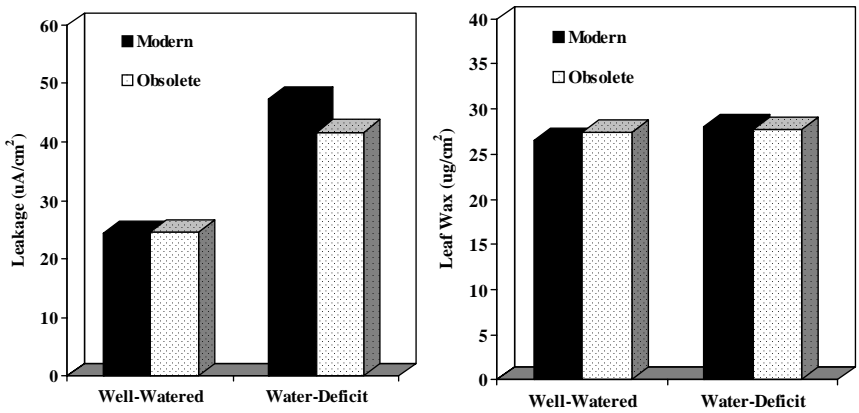 60
50
40
30
20
10
0
Leakage (uA/cm2)
Modern
Obsolete
Well-Watered
Water-Deficit
40
35
30
25
20
15
10
5
0
Leaf Wax (ug/cm2)
Modern
Obsolete
Well-Watered
Water-Deficit